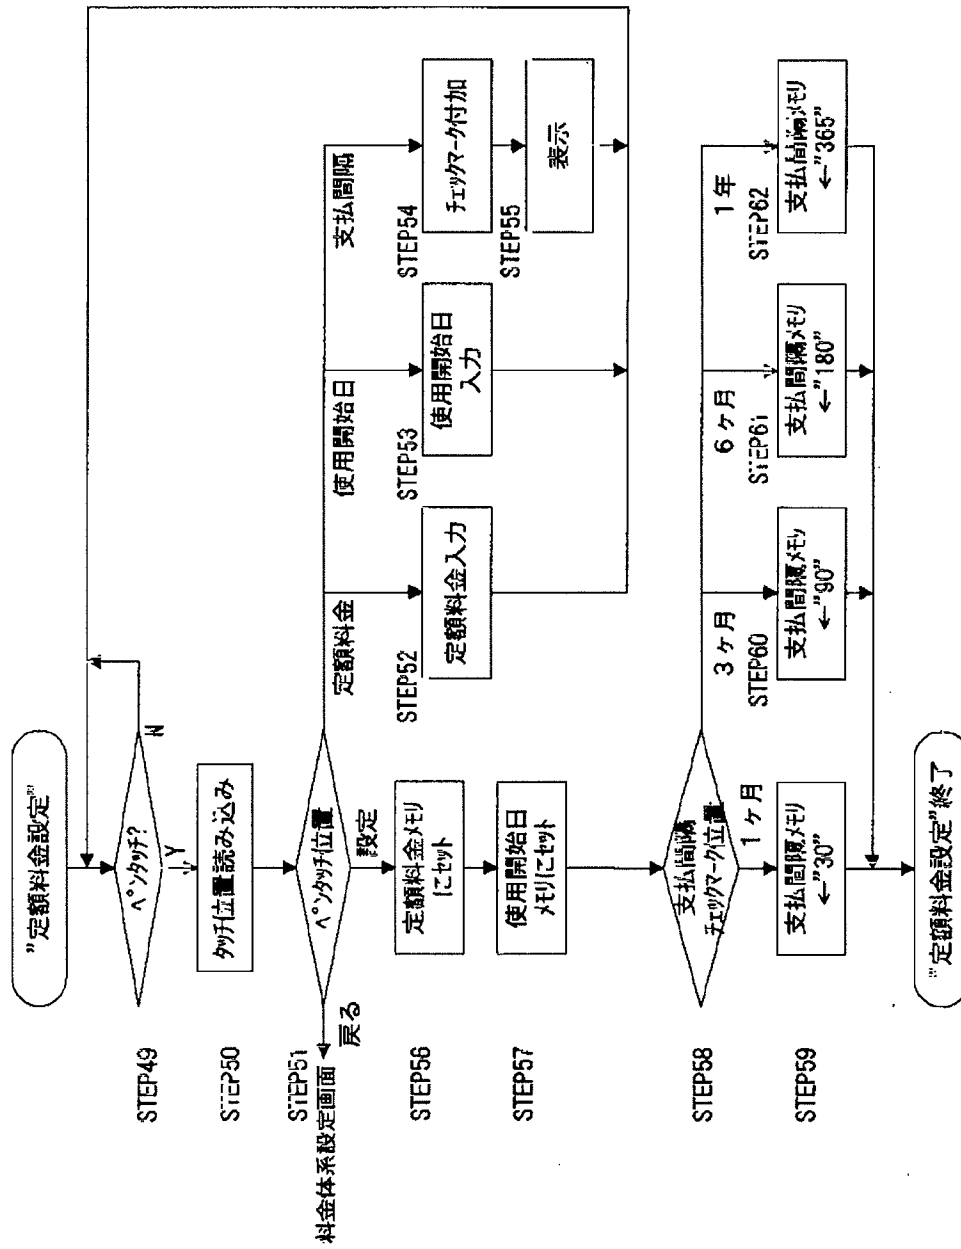 "定額料金設定"
ペンタッチ?
N
Y
STEP49
タッチ位置読み込み
STEP50
ペンタッチ位置
STEP51
戻る
料金体系設定画面
設定
定額料金
使用開始日
支払間隔
STEP52
定額料金入力
STEP53
使用開始日
入力
STEP54
チェックマーク付加
STEP55
表示
STEP56
定額料金メモリ
にセット
STEP57
使用開始日
メモリにセット
STEP58
支払間隔
チェックマーク位置
1ヶ月
3ヶ月
6ヶ月
1年
STEP59
支払間隔メモリ
←"30"
STEP60
支払間隔メモリ
←"90"
STEP61
支払間隔メモリ
←"180"
STEP62
支払間隔メモリ
←"365"
"定額料金設定"終了